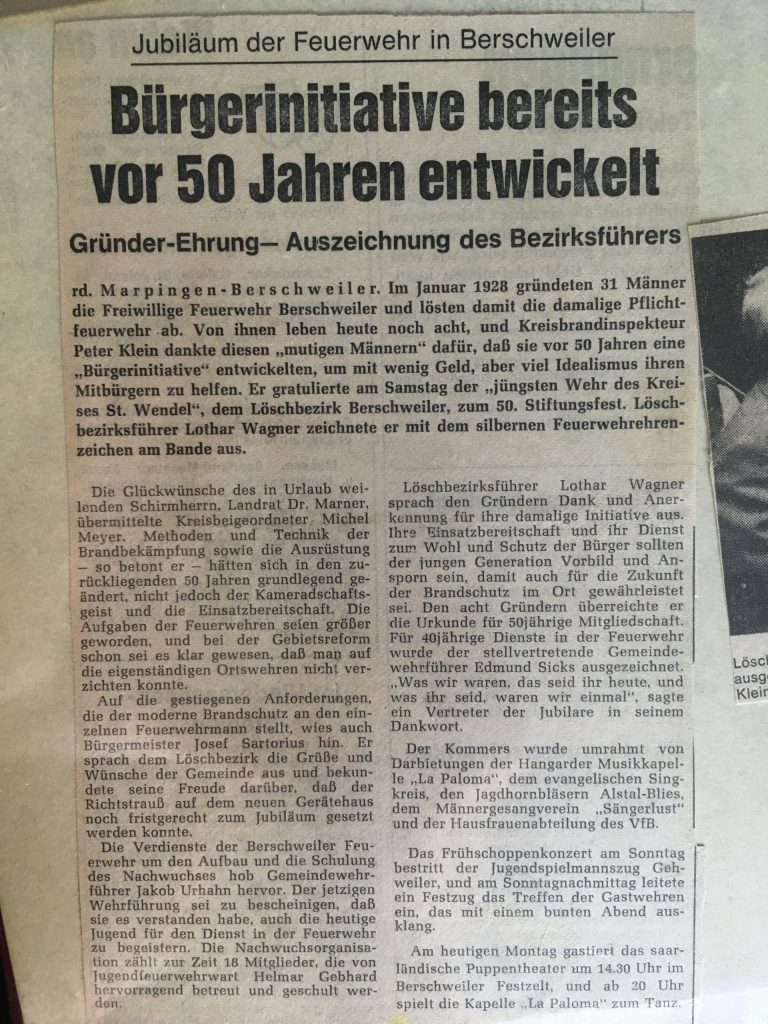 Jubiläum der Feuerwehr in Berschweiler
Bürgerinitiative bereits
vor 50 Jahren entwickelt
Gründer-Ehrung— Auszeichnung des Bezirksführers
rd. Marpingen-Berschweiler. Im Januar 1928 gründeten 31 Männer
die Freiwillige Feuerwehr Berschweiler und lösten damit die damalige Pflicht-
feuerwehr ab. Von ihnen leben heute noch acht, und Kreisbrandinspekteur
Peter Klein dankte diesen „mutigen Männern“ dafür, daß sie vor 50 Jahren eine
„Bürgerinitiative“ entwickelten, um mit wenig Geld, aber viel Idealismus ihren
Mitbürgern zu helfen. Er gratulierte am Samstag der „jüngsten Wehr des Krei-
ses St. Wendel“, dem Löschbezirk Berschweiler, zum 50. Stiftungsfest. Lösch-
bezirksführer Lothar Wagner zeichnete er mit dem silbernen Feuerwehrehren-
zeichen am Bande aus.
Die Glückwünsche des in Urlaub wei-
lenden Schirmherrn, Landrat Dr. Marner,
übermittelte Kreisbeigeordneter Michel
Meyer. Methoden und Technik der
Brandbekämpfung sowie die Ausrüstung
— so betont er — hätten sich in den zu-
rückliegenden 50 Jahren grundlegend ge-
ändert, nicht jedoch der Kameradschafts-
geist und die Einsatzbereitschaft. Die
Aufgaben der Feuerwehren seien größer
geworden, und bei der Gebietsreform
schon sei es klar gewesen, daß man auf
die eigenständigen Ortswehren nicht ver-
zichten konnte.
Auf die gestiegenen Anforderungen,
die der moderne Brandschutz an den ein-
zelnen Feuerwehrmann stellt, wies auch
Bürgermeister Josef Sartorius hin. Er
sprach dem Löschbezirk die Grüße und
Wünsche der Gemeinde aus und bekun-
dete seine Freude darüber, daß der
Richtstrauß auf dem neuen Gerätehaus
noch fristgerecht zum Jubiläum gesetzt
werden konnte.
Die Verdienste der Berschweiler Feu-
erwehr um den Aufbau und die Schulung
des Nachwuchses hob Gemeindewehr-
führer Jakob Urhahn hervor. Der jetzigen
Wehrführung sei zu bescheinigen, daß
sie es verstanden habe, auch die heutige
Jugend für den Dienst in der Feuerwehr
zu begeistern. Die Nachwuchsorganisa-
tion zählt zur Zeit 18 Mitglieder, die von
Jugendfeuerwehrwart Helmar Gebhard
hervorragend betreut und geschult wer-
den.
Löschbezirksführer Lothar Wagner
sprach den Gründern Dank und Aner-
kennung für ihre damalige Initiative aus.
Ihre Einsatzbereitschaft und ihr Dienst
zum Wohl und Schutz der Bürger sollten
der jungen Generation Vorbild und An-
sporn sein, damit auch für die Zukunft
der Brandschutz im Ort gewährleistet
sei. Den acht Gründern überreichte er
die Urkunde für 50jährige Mitgliedschaft.
Für 40jährige Dienste in der Feuerwehr
wurde der stellvertretende Gemeinde-
wehrführer Edmund Sicks ausgezeichnet.
„Was wir waren, das seid ihr heute, und
was ihr seid, waren wir einmal“, sagte
ein Vertreter der Jubilare in seinem
Dankwort.
Der Kommers wurde umrahmt von
Darbietungen der Hangarder Musikkapel-
le „La Paloma“, dem evangelischen Sing-
kreis, den Jagdhornbläsern Alstal-Blies,
dem Männergesangverein „Sängerlust“
und der Hausfrauenabteilung des VfB.
Das Frühschoppenkonzert am Sonntag
bestritt der Jugendspielmannszug Geh-
weiler, und am Sonntagnachmittag leitete
ein Festzug das Treffen der Gastwehren
ein, das mit einem bunten Abend aus-
klang.
Am heutigen Montag gastiert das saar-
ländische Puppentheater um 14.30 Uhr im
Berschweiler Festzelt, und ab 20 Uhr
spielt die Kapelle „La Paloma“ zum Tanz.
Lösch
ausge
Klein